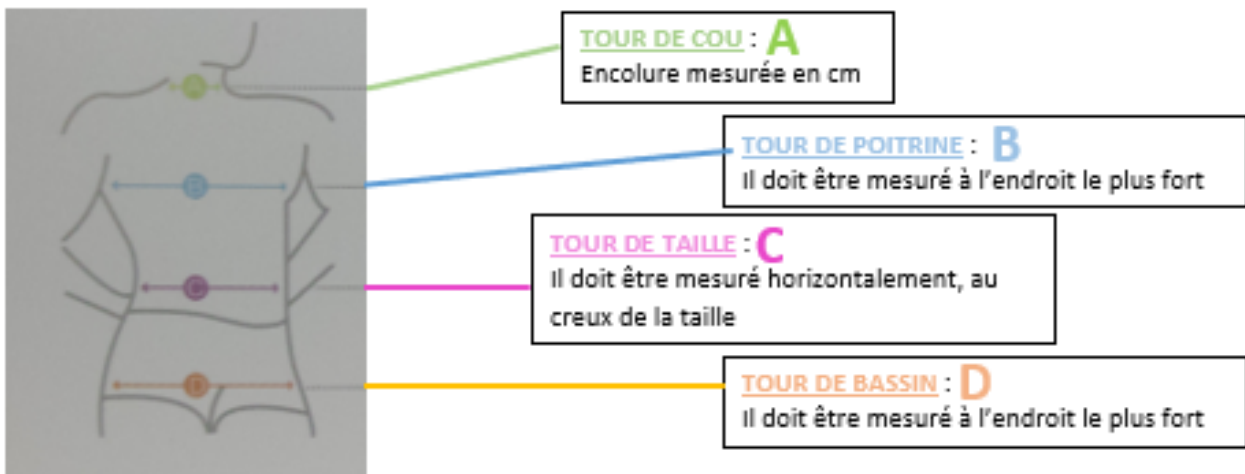 TOUR DE COU : A
Encolure mesurée en cm
TOUR DE POITRINE : B
Il doit être mesuré à l'endroit le plus fort
TOUR DE TAILLE : C
Il doit être mesuré horizontalement, au
creux de la taille
TOUR DE BASSIN : D
Il doit être mesuré à l'endroit le plus fort